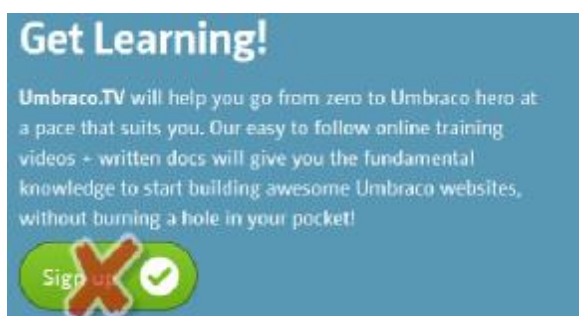 Get Learning!
Umbraco.TV will help you go from zero to Umbraco hero at
a pace that suits you. Our easy to follow online training
videos + written docs will give you the fundamental
knowledge to start building awesome Umbraco websites,
without burning a hole in your pocket!
Sign up